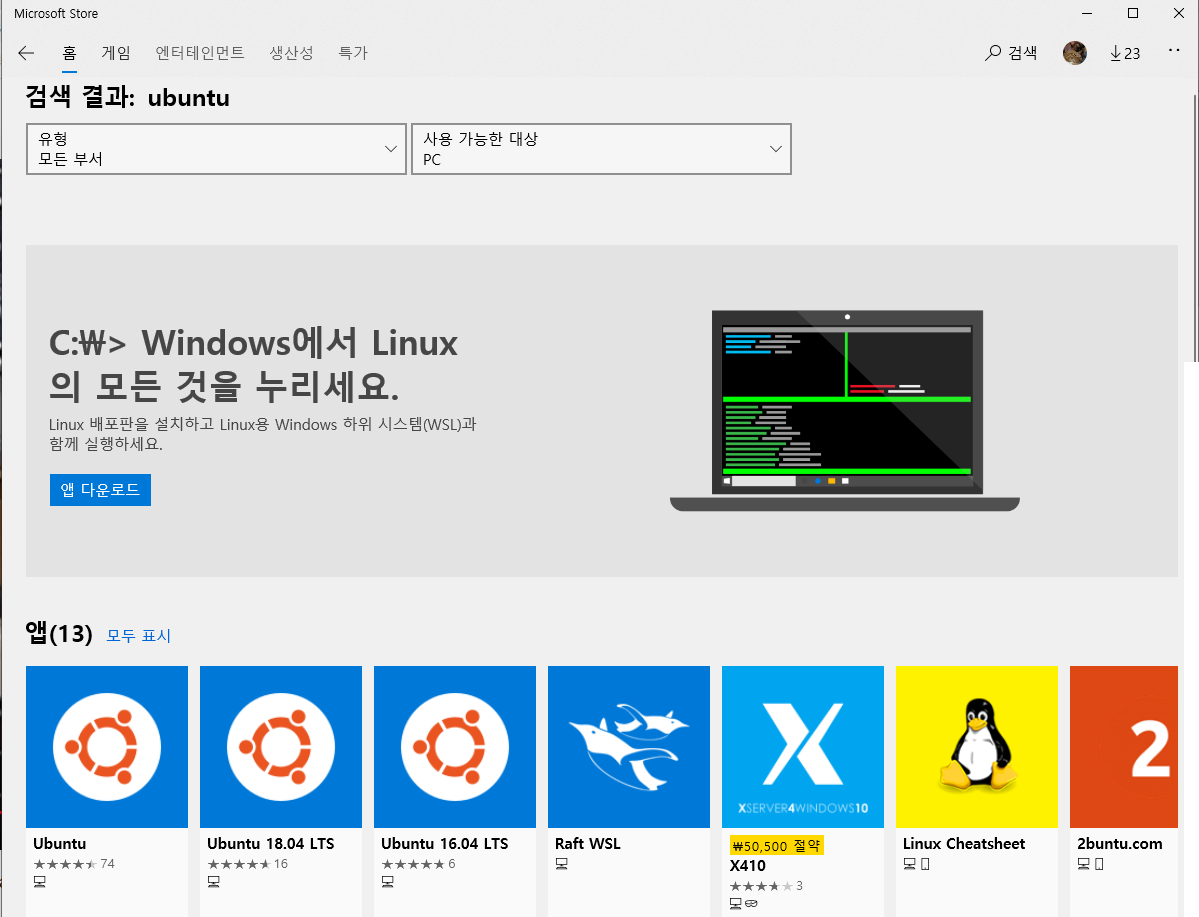 Microsoft Store
홈 게임 엔터테인먼트 생산성 특가 검색 23
검색 결과: ubuntu
유형
모든 부서
사용 가능한 대상
PC
C:₩> Windows에서 Linux
의 모든 것을 누리세요.
Linux 배포판을 설치하고 Linux용 Windows 하위 시스템(WSL)과
함께 실행하세요.
앱 다운로드
앱(13) 모두 표시
Ubuntu
74
Ubuntu 18.04 LTS
16
Ubuntu 16.04 LTS
6
Raft WSL
X
XSERVER4WINDOWS10
₩50,500 절약
X410
3
Linux Cheatsheet
2
2buntu.com